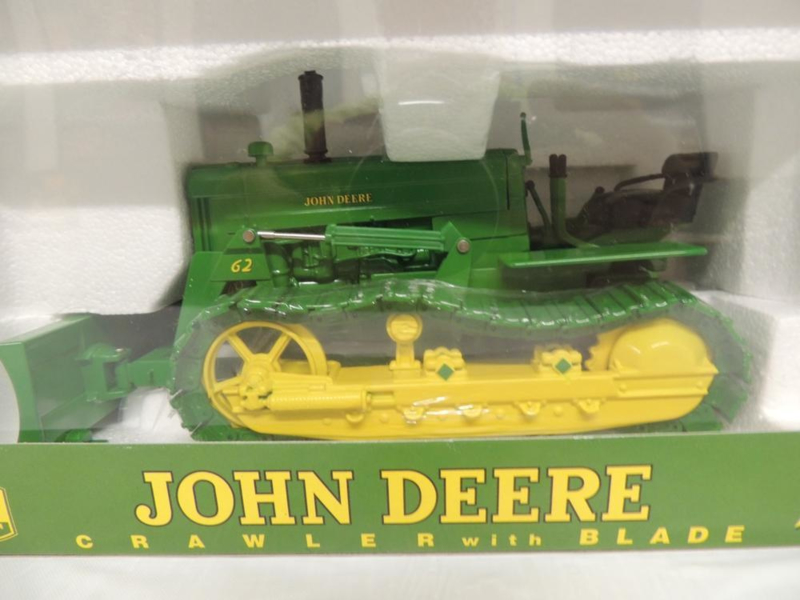 JOHN DEERE
62
JOHN DEERE
CRAWLER with BLADE